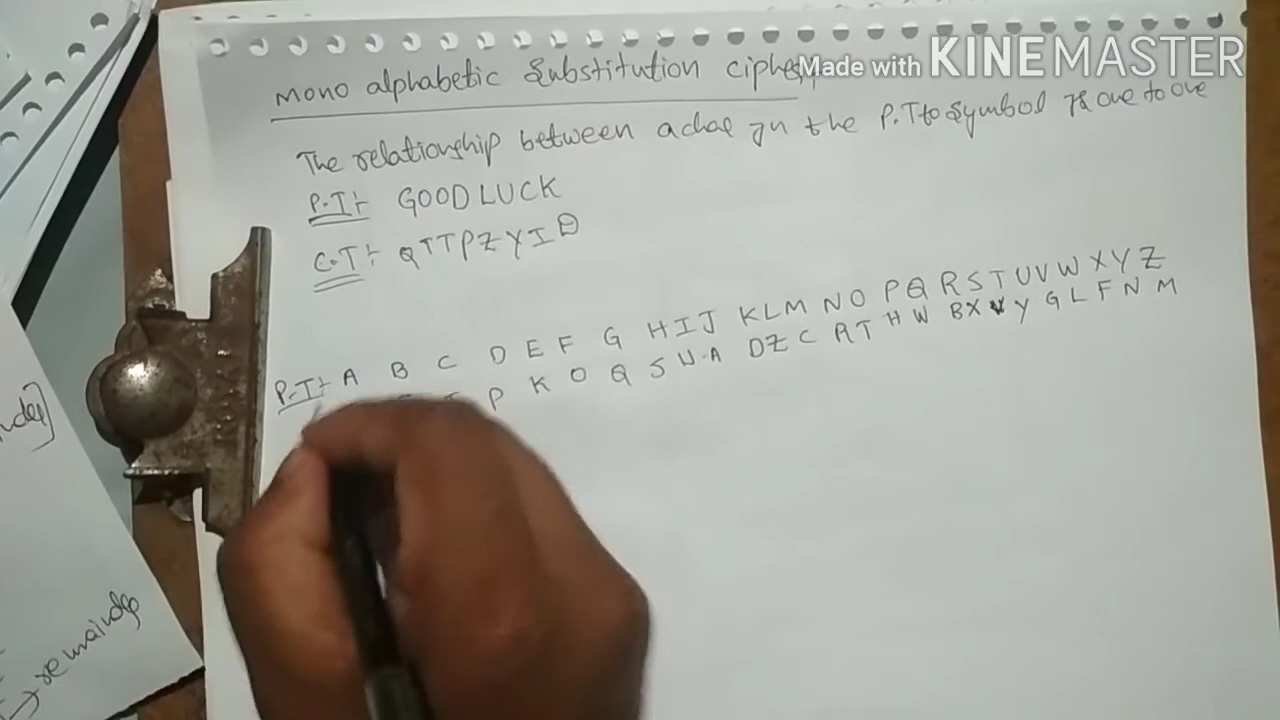 mono alphabetic substitution cipher
Made with KINEMASTER
The relationship between a char in the P.T to symbol is one to one
P.T:- GOODLUCK
C.T:- QTTPZYID
P.T:- A B C D E F G H I J K L M N O P Q R S T U V W X Y Z
P K O Q S U A D Z C R T H W B X V Y G L F N M
→ remainder